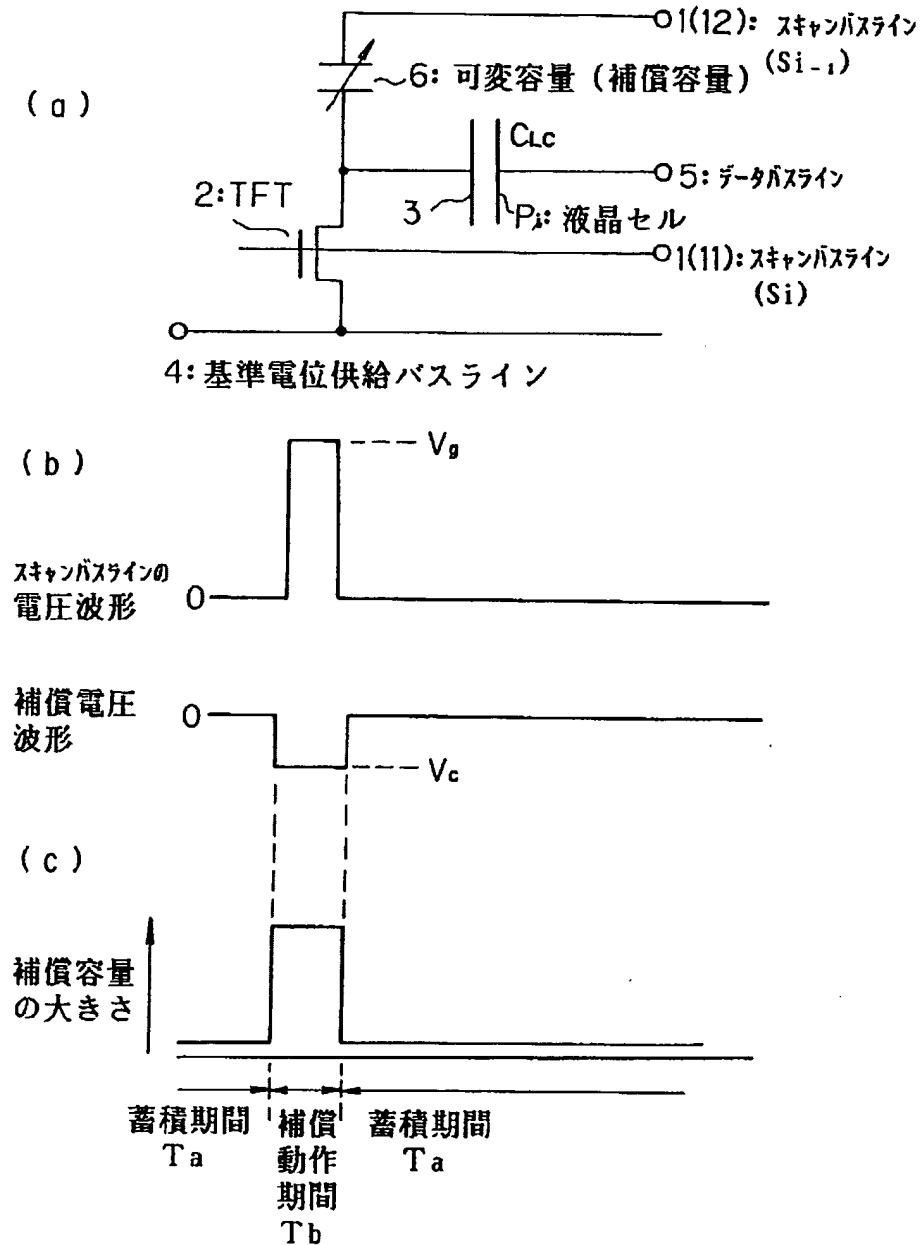 (a)
1(12): スキャンバスライン
(Si-1)
6: 可変容量 (補償容量)
CLC
5: データバスライン
2: TFT
3
Pi: 液晶セル
1(11): スキャンバスライン
(Si)
4: 基準電位供給バスライン
(b)
Vg
スキャンバスラインの
電圧波形
0
補償電圧
波形
0
Vc
(c)
補償容量
の大きさ
蓄積期間
Ta
補償
動作
期間
Tb
蓄積期間
Ta